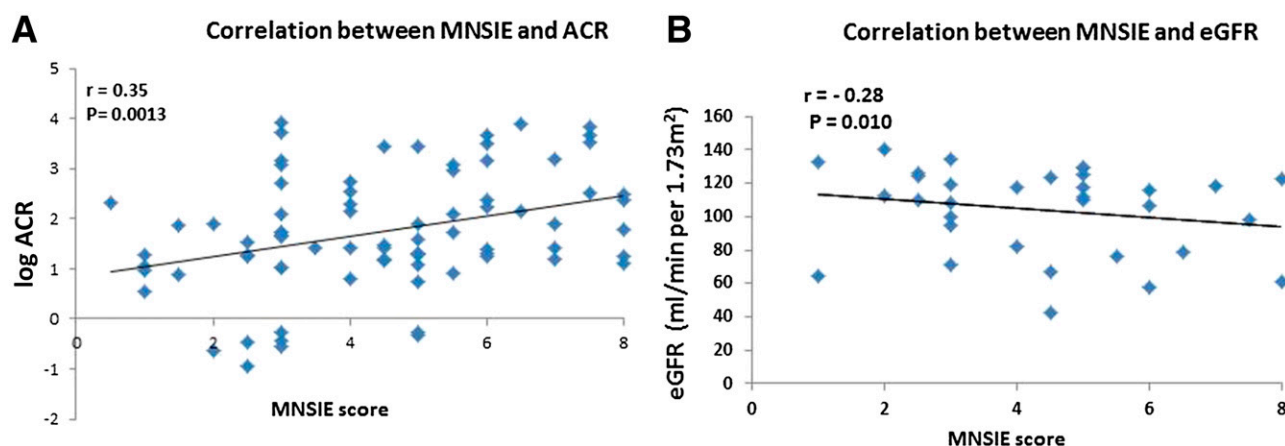 A
Correlation between MNSIE and ACR
r = 0.35
P= 0.0013
log ACR
5
4
3
2
1
0
-1
-2
0
2
4
6
8
MNSIE score
B
Correlation between MNSIE and eGFR
r = - 0.28
P = 0.010
eGFR (ml/min per 1.73m²)
160
140
120
100
80
60
40
20
0
0
2
4
6
8
MNSIE score